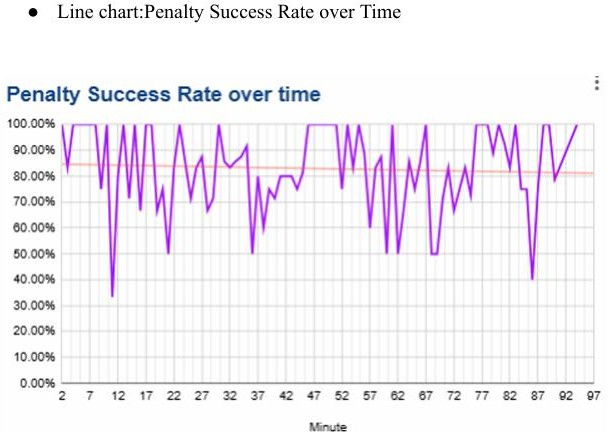 ● Line chart:Penalty Success Rate over Time
Penalty Success Rate over time
100.00%
90.00%
80.00%
70.00%
60.00%
50.00%
40.00%
30.00%
20.00%
10.00%
0.00%
2 7 12 17 22 27 32 37 42 47 52 57 62 67 72 77 82 87 92 97
Minute